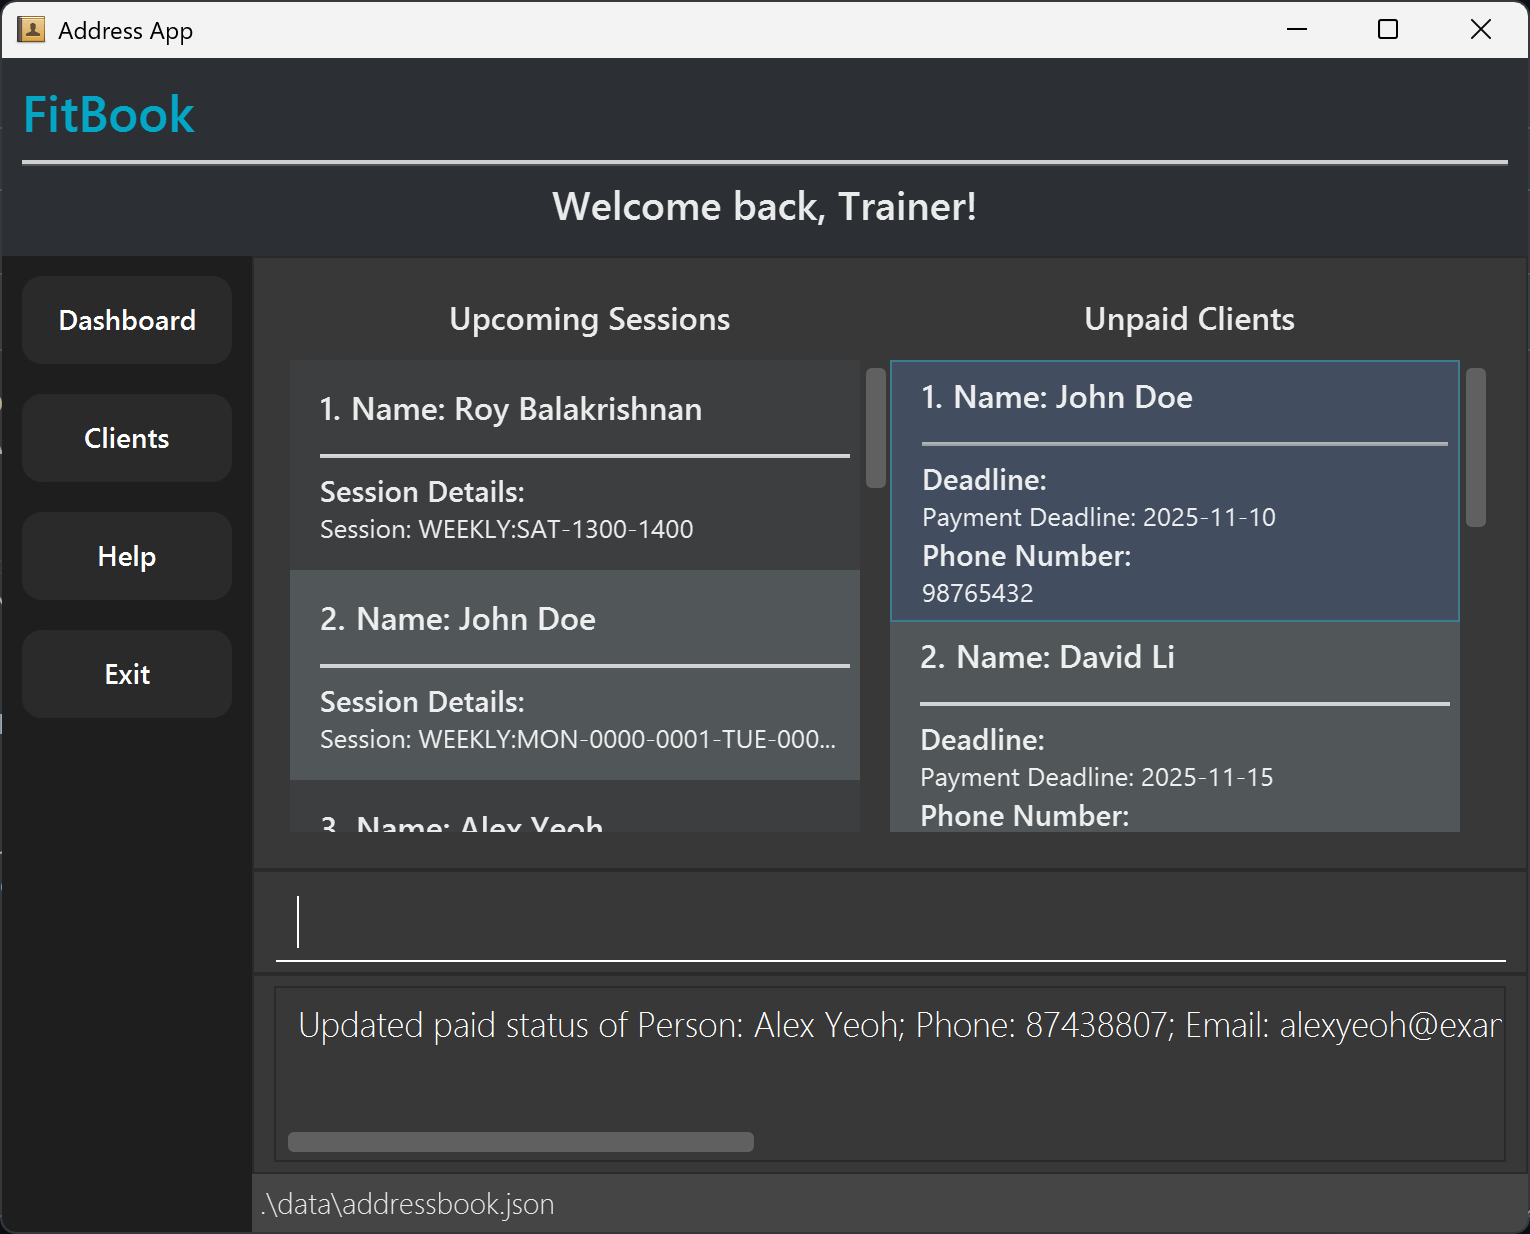 Address App
FitBook
Welcome back, Trainer!
Dashboard
Clients
Help
Exit
Upcoming Sessions
1. Name: Roy Balakrishnan
Session Details:
Session: WEEKLY:SAT-1300-1400
2. Name: John Doe
Session Details:
Session: WEEKLY:MON-0000-0001-TUE-000...
3. Name: Alex Yeoh
Unpaid Clients
1. Name: John Doe
Deadline:
Payment Deadline: 2025-11-10
Phone Number:
98765432
2. Name: David Li
Deadline:
Payment Deadline: 2025-11-15
Phone Number:
Updated paid status of Person: Alex Yeoh; Phone: 87438807; Email: alexyeoh@exam
.\data\addressbook.json